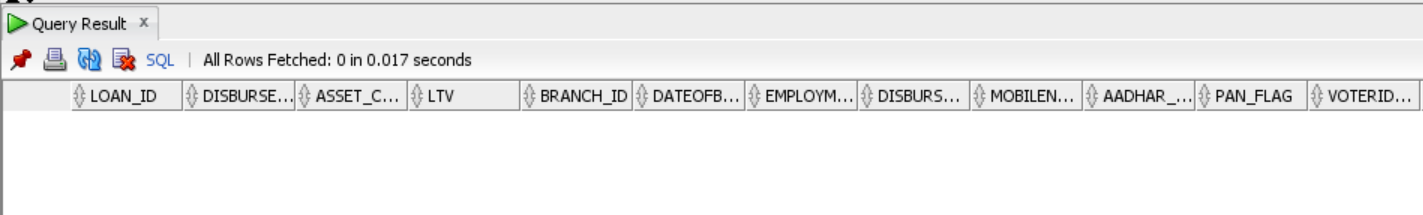 Query Result x
SQL | All Rows Fetched: 0 in 0.017 seconds
LOAN_ID DISBURSE... ASSET_C... LTV BRANCH_ID DATEOFB... EMPLOYM... DISBURS... MOBILEN... AADHAR_... PAN_FLAG VOTERID...